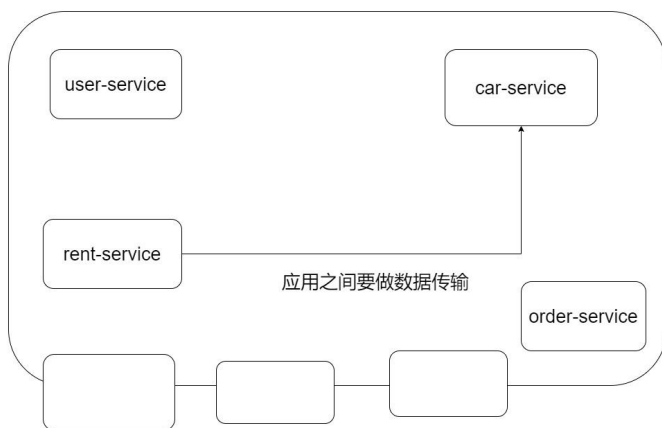 user-service
car-service
rent-service
应用之间要做数据传输
order-service